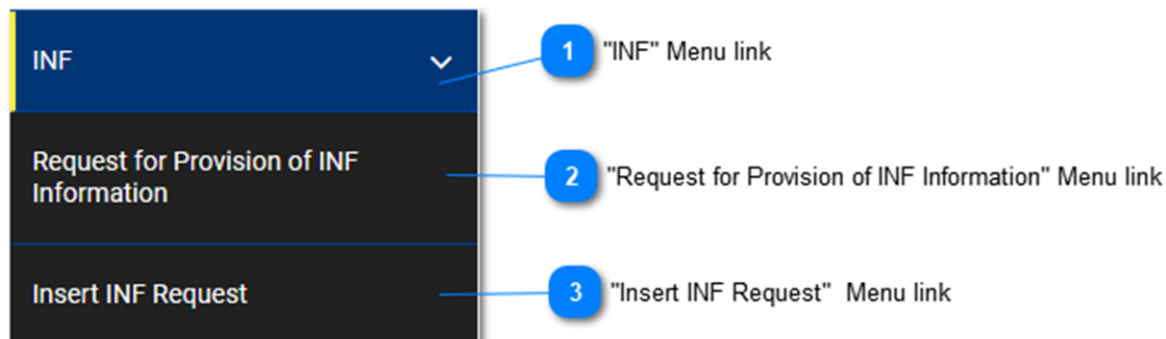 INF
1 "INF" Menu link
Request for Provision of INF
Information
2 "Request for Provision of INF Information" Menu link
Insert INF Request
3 "Insert INF Request"  Menu link